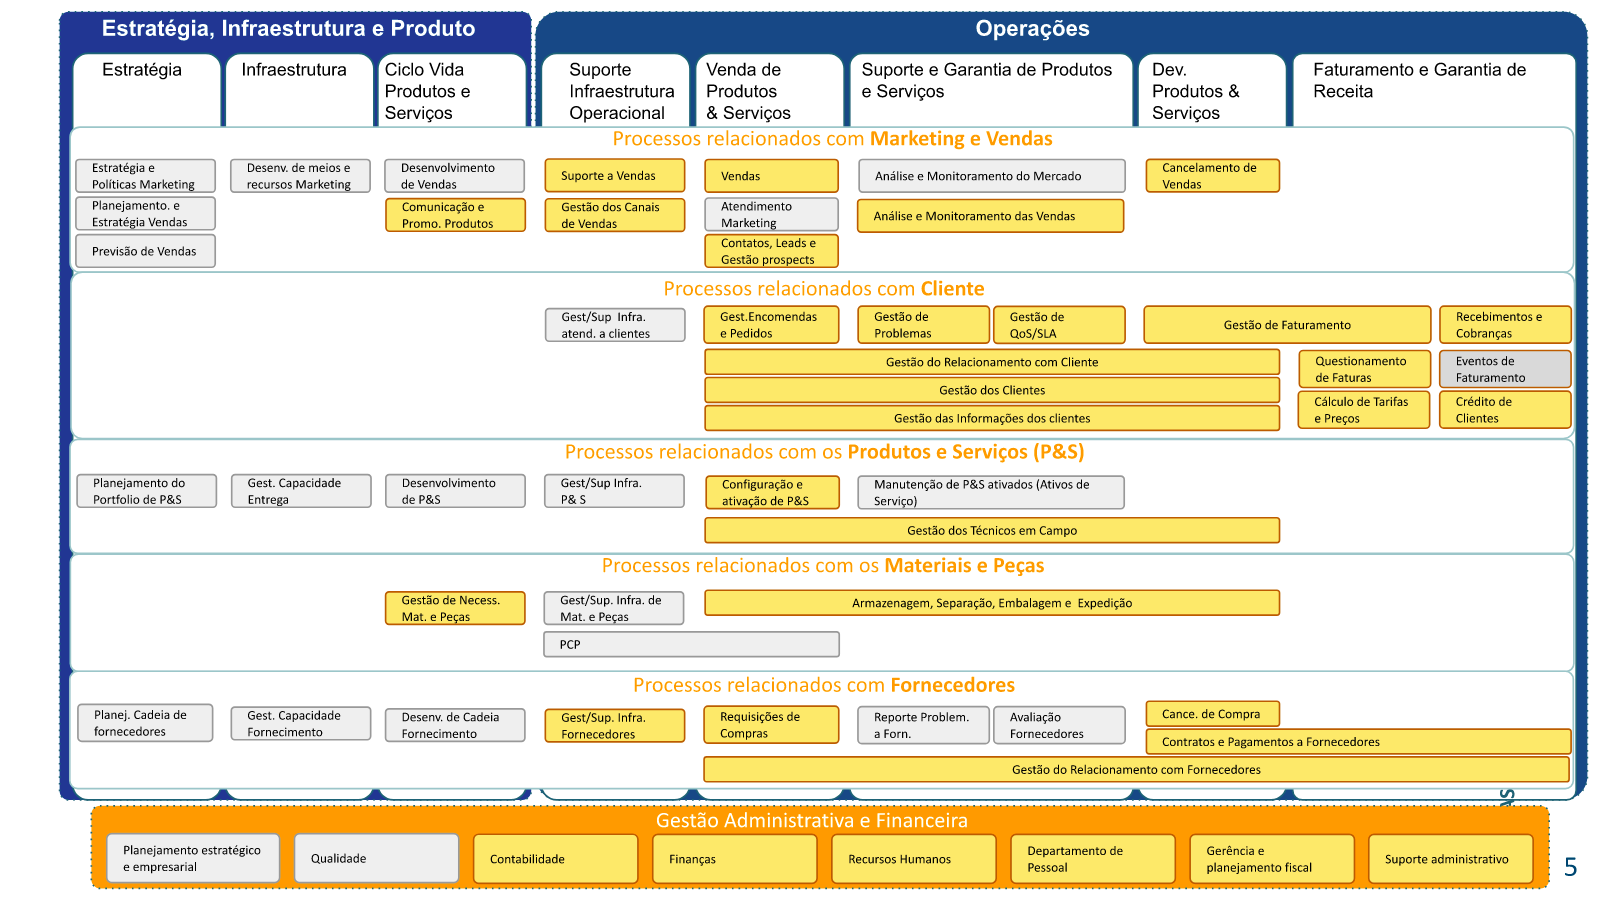 Estratégia, Infraestrutura e Produto
Operações
Estratégia
Infraestrutura
Ciclo Vida
Produtos e
Serviços
Suporte
Infraestrutura
Operacional
Venda de
Produtos
& Serviços
Suporte e Garantia de Produtos
e Serviços
Dev.
Produtos &
Serviços
Faturamento e Garantia de
Receita
Processos relacionados com Marketing e Vendas
Estratégia e
Políticas Marketing
Desenv. de meios e
recursos Marketing
Desenvolvimento
de Vendas
Suporte a Vendas
Vendas
Análise e Monitoramento do Mercado
Cancelamento de
Vendas
Planejamento. e
Estratégia Vendas
Comunicação e
Promo. Produtos
Gestão dos Canais
de Vendas
Atendimento
Marketing
Análise e Monitoramento das Vendas
Previsão de Vendas
Contatos, Leads e
Gestão prospects
Processos relacionados com Cliente
Gest/Sup Infra.
atend. a clientes
Gest.Encomendas
e Pedidos
Gestão de
Problemas
Gestão de
QoS/SLA
Gestão de Faturamento
Recebimentos e
Cobranças
Gestão do Relacionamento com Cliente
Questionamento
de Faturas
Eventos de
Faturamento
Gestão dos Clientes
Cálculo de Tarifas
e Preços
Crédito de
Clientes
Gestão das Informações dos clientes
Processos relacionados com os Produtos e Serviços (P&S)
Planejamento do
Portfolio de P&S
Gest. Capacidade
Entrega
Desenvolvimento
de P&S
Gest/Sup Infra.
P& S
Configuração e
ativação de P&S
Manutenção de P&S ativados (Ativos de
Serviço)
Gestão dos Técnicos em Campo
Processos relacionados com os Materiais e Peças
Gestão de Necess.
Mat. e Peças
Gest/Sup. Infra. de
Mat. e Peças
Armazenagem, Separação, Embalagem e Expedição
PCP
Processos relacionados com Fornecedores
Planej. Cadeia de
fornecedores
Gest. Capacidade
Fornecimento
Desenv. de Cadeia
Fornecimento
Gest/Sup. Infra.
Fornecedores
Requisições de
Compras
Reporte Problem.
a Forn.
Avaliação
Fornecedores
Cance. de Compra
Contratos e Pagamentos a Fornecedores
Gestão do Relacionamento com Fornecedores
AS
Gestão Administrativa e Financeira
Planejamento estratégico
e empresarial
Qualidade
Contabilidade
Finanças
Recursos Humanos
Departamento de
Pessoal
Gerência e
planejamento fiscal
Suporte administrativo
5